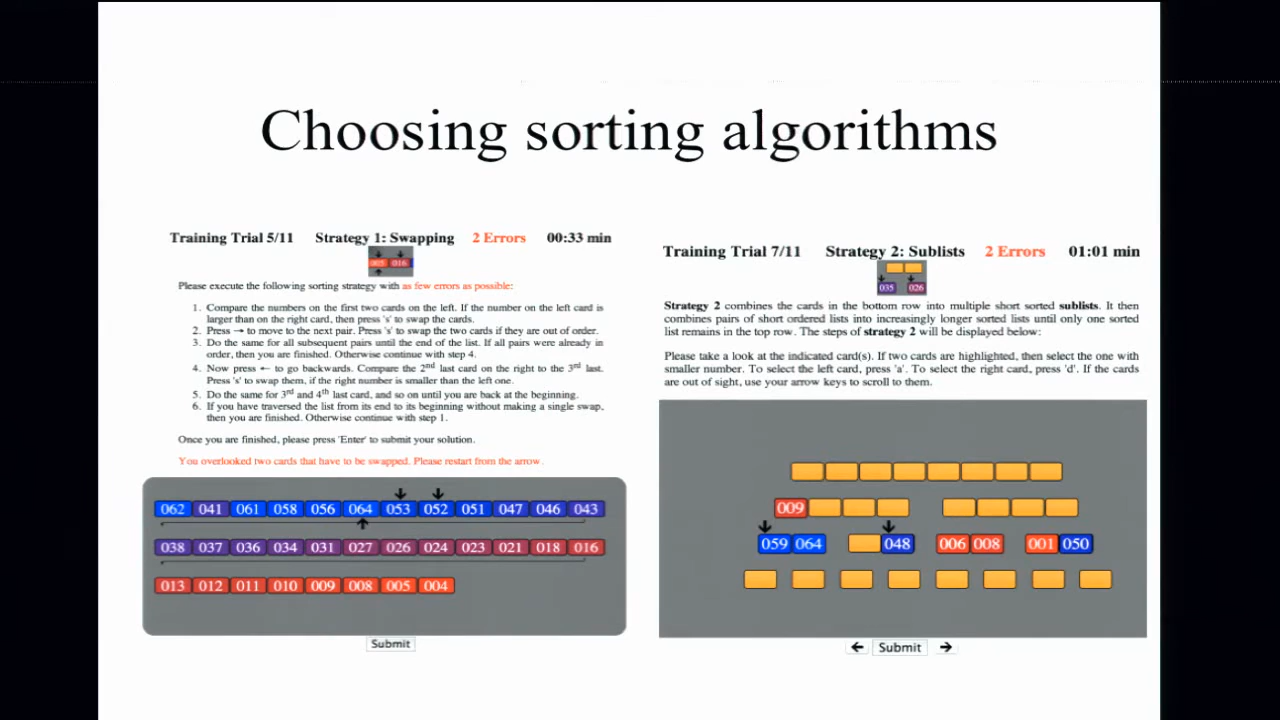 Choosing sorting algorithms
Training Trial 5/11 Strategy 1: Swapping 2 Errors 00:33 min
005 016
Please execute the following sorting strategy with as few errors as possible:
1. Compare the numbers on the first two cards on the left. If the number on the left card is
larger than on the right card, then press 's' to swap the cards.
2. Press → to move to the next pair. Press 's' to swap the two cards if they are out of order.
3. Do the same for all subsequent pairs until the end of the list. If all pairs were already in
order, then you are finished. Otherwise continue with step 4.
4. Now press ← to go backwards. Compare the 2nd last card on the right to the 3rd last.
Press 's' to swap them, if the right number is smaller than the left one.
5. Do the same for 3rd and 4th last card, and so on until you are back at the beginning.
6. If you have traversed the list from its end to its beginning without making a single swap,
then you are finished. Otherwise continue with step 1.
Once you are finished, please press 'Enter' to submit your solution.
You overlooked two cards that have to be swapped. Please restart from the arrow.
062 041 061 058 056 064 053 052 051 047 046 043
038 037 036 034 031 027 026 024 023 021 018 016
013 012 011 010 009 008 005 004
Submit
Training Trial 7/11 Strategy 2: Sublists 2 Errors 01:01 min
035 026
Strategy 2 combines the cards in the bottom row into multiple short sorted sublists. It then
combines pairs of short ordered lists into increasingly longer sorted lists until only one sorted
list remains in the top row. The steps of strategy 2 will be displayed below:
Please take a look at the indicated card(s). If two cards are highlighted, then select the one with
smaller number. To select the left card, press 'a'. To select the right card, press 'd'. If the cards
are out of sight, use your arrow keys to scroll to them.
009
059 064 048 006 008 001 050
← Submit →